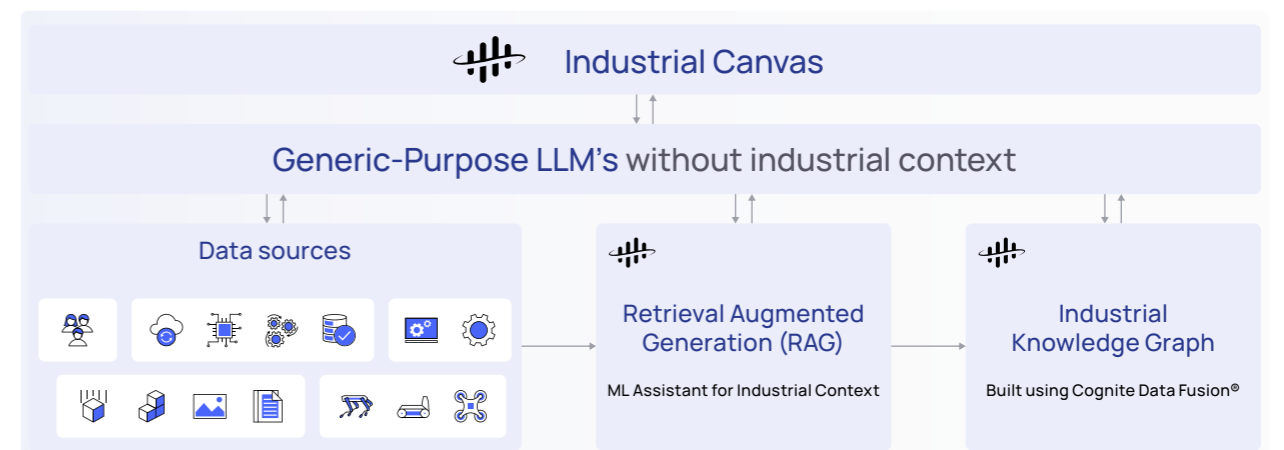 Industrial Canvas
Generic-Purpose LLM's without industrial context
Data sources
Retrieval Augmented
Generation (RAG)
ML Assistant for Industrial Context
Industrial
Knowledge Graph
Built using Cognite Data Fusion®